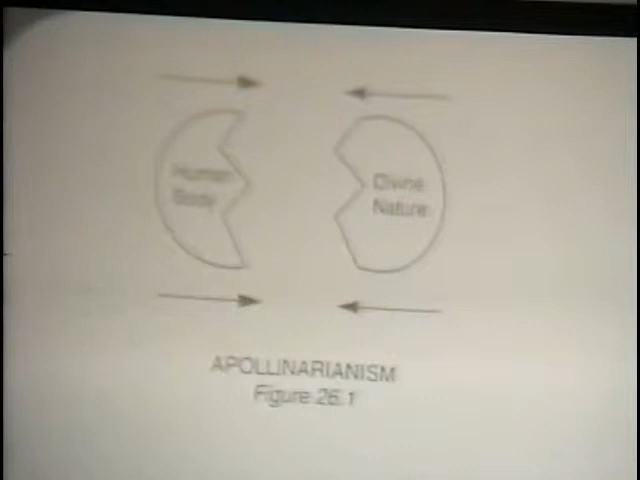 Human
Body
Divine
Nature
APOLLINARIANISM
Figure 26.1